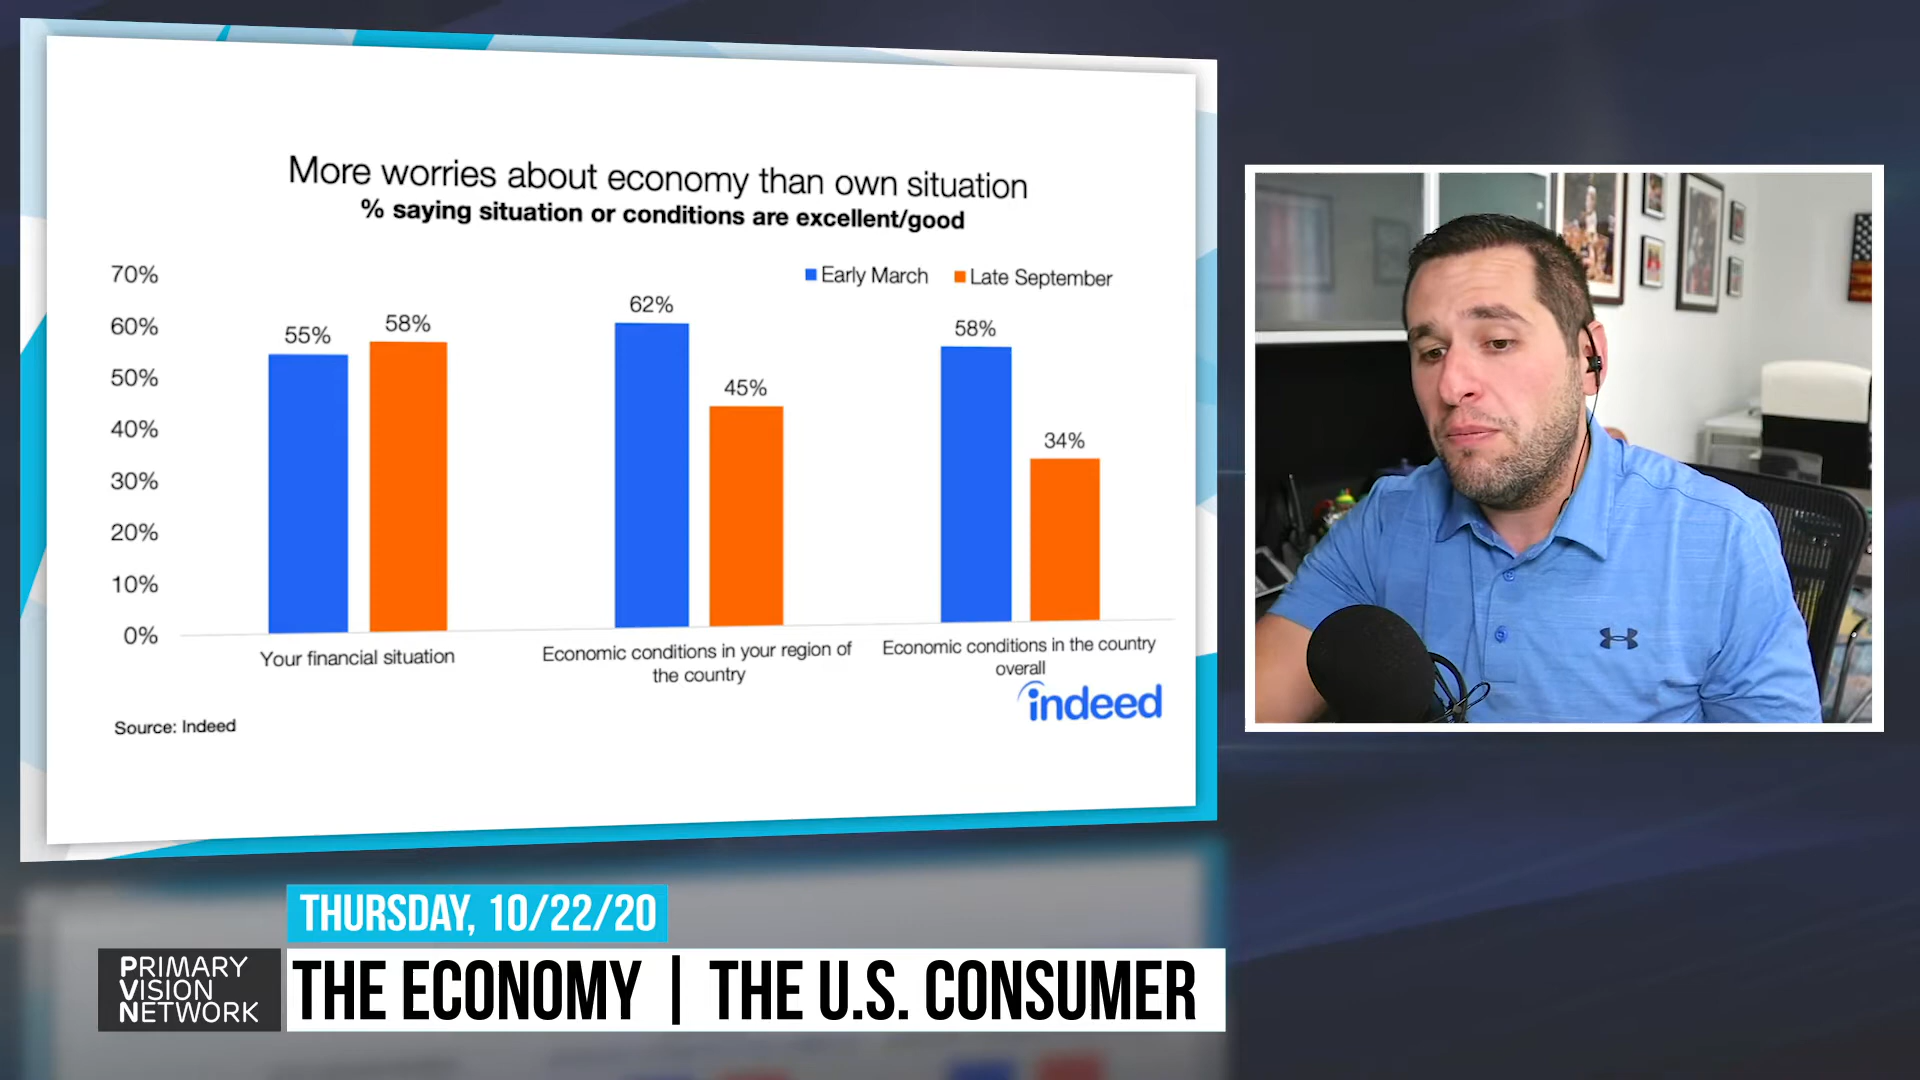 More worries about economy than own situation
% saying situation or conditions are excellent/good
Early March
Late September
70%
60%
50%
40%
30%
20%
10%
0%
55%
58%
62%
45%
58%
34%
Your financial situation
Economic conditions in your region of
the country
Economic conditions in the country
overall
indeed
Source: Indeed
THURSDAY, 10/22/20
PRIMARY
VISION
NETWORK
THE ECONOMY | THE U.S. CONSUMER